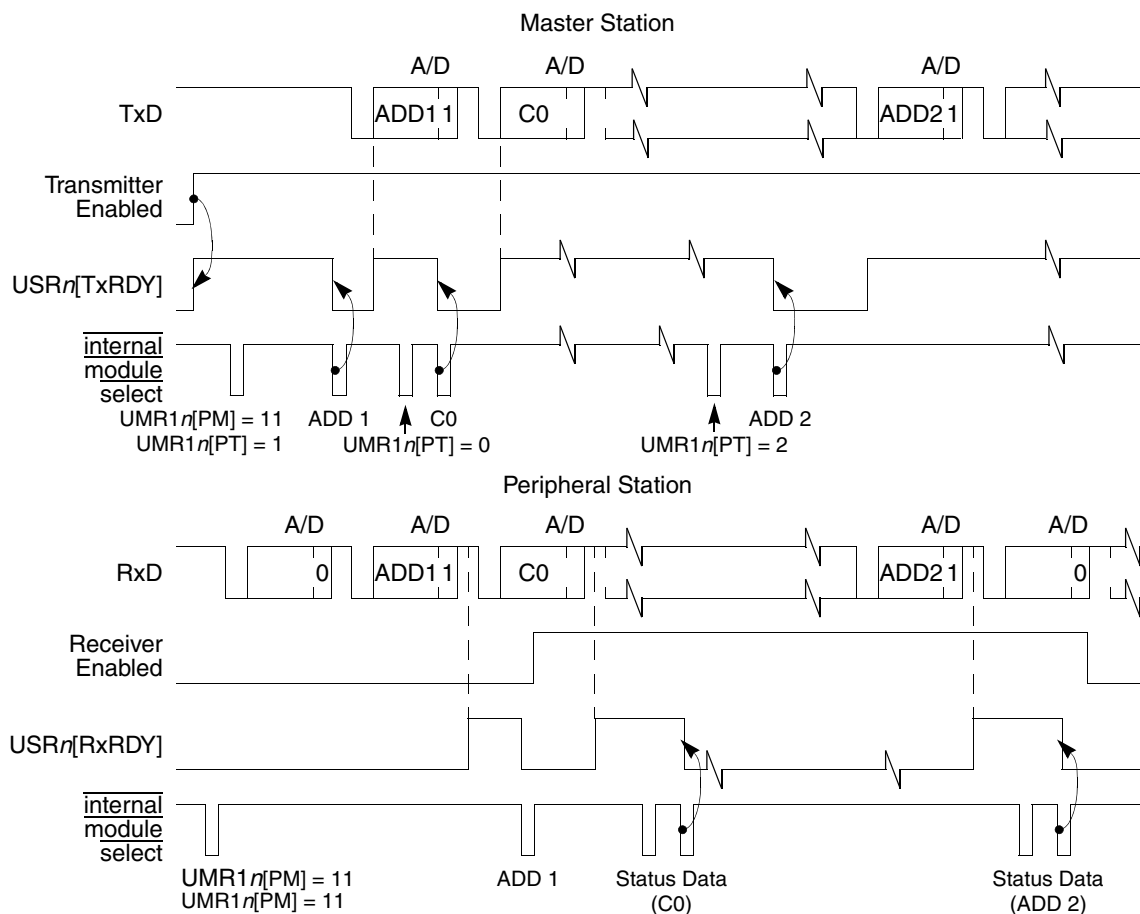 Master Station
A/D A/D A/D
TxD ADD1 1 C0 ADD2 1
Transmitter
Enabled
USRn[TxRDY]
internal
module
select
UMR1n[PM] = 11 ADD 1 C0 ADD 2
UMR1n[PT] = 1 UMR1n[PT] = 0 UMR1n[PT] = 2
Peripheral Station
A/D A/D A/D A/D A/D
RxD 0 ADD1 1 C0 ADD2 1 0
Receiver
Enabled
USRn[RxRDY]
internal
module
select
UMR1n[PM] = 11 ADD 1 Status Data Status Data
UMR1n[PM] = 11 (C0) (ADD 2)